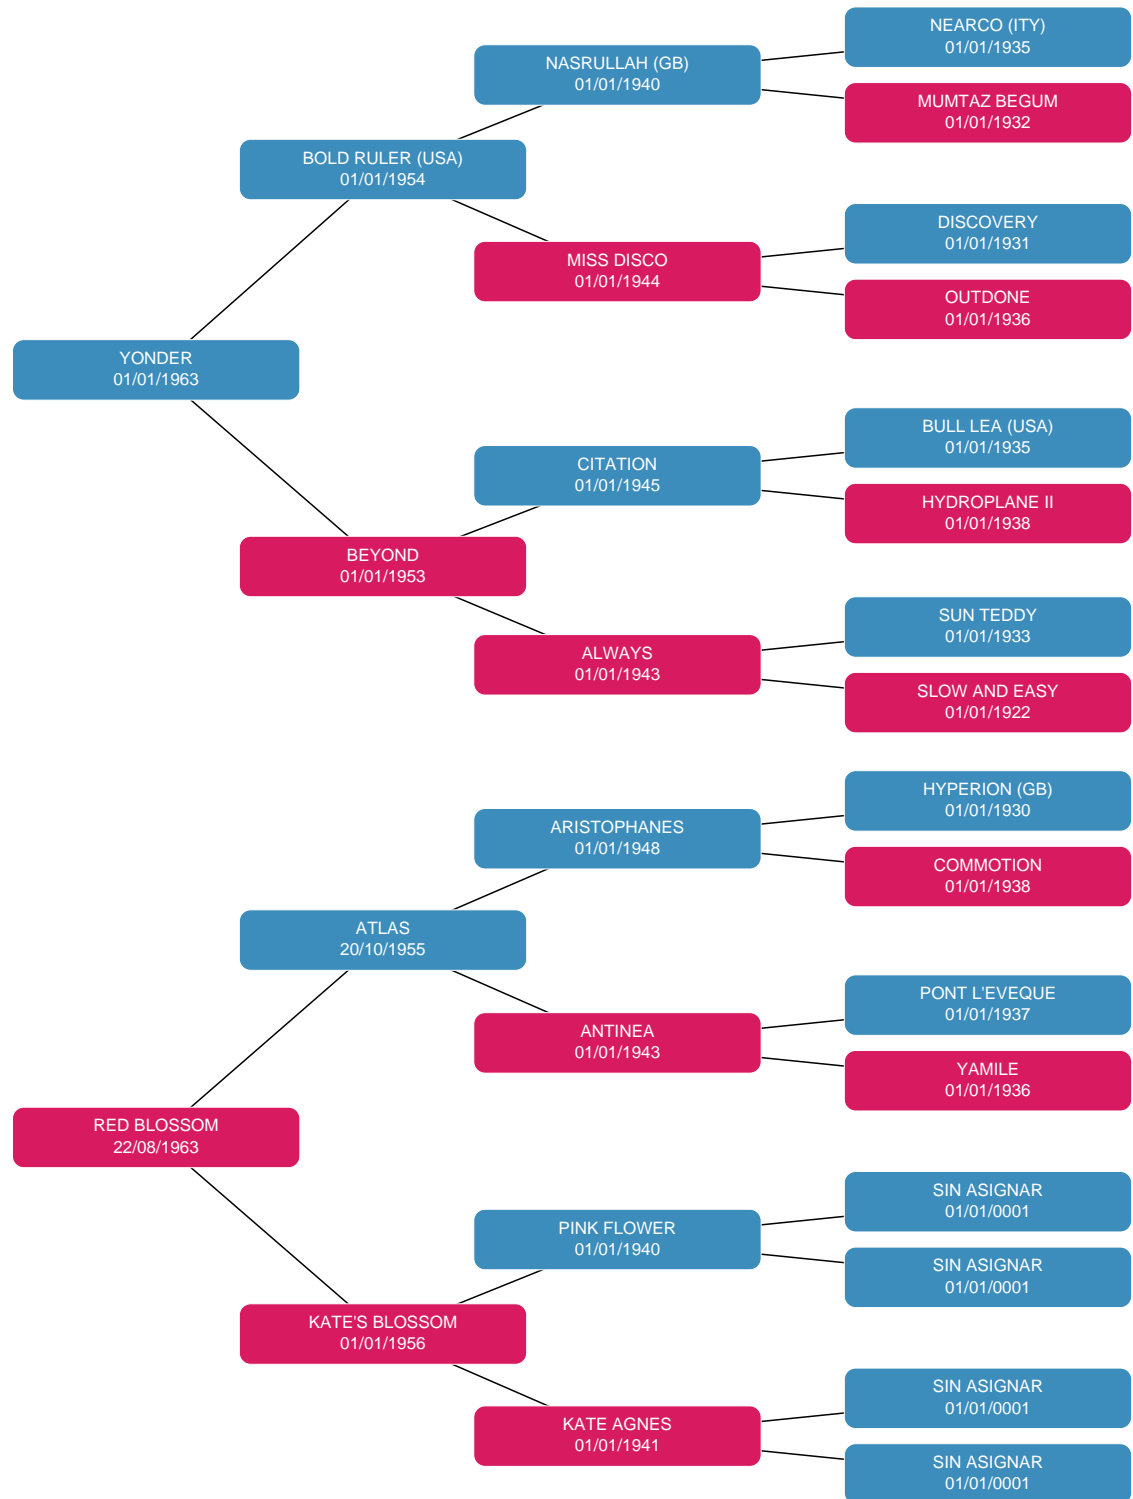 NEARCO (ITY)
01/01/1935
NASRULLAH (GB)
01/01/1940
MUMTAZ BEGUM
01/01/1932
BOLD RULER (USA)
01/01/1954
DISCOVERY
01/01/1931
MISS DISCO
01/01/1944
OUTDONE
01/01/1936
YONDER
01/01/1963
BULL LEA (USA)
01/01/1935
CITATION
01/01/1945
HYDROPLANE II
01/01/1938
BEYOND
01/01/1953
SUN TEDDY
01/01/1933
ALWAYS
01/01/1943
SLOW AND EASY
01/01/1922
HYPERION (GB)
01/01/1930
ARISTOPHANES
01/01/1948
COMMOTION
01/01/1938
ATLAS
20/10/1955
PONT L'EVEQUE
01/01/1937
ANTINEA
01/01/1943
YAMILE
01/01/1936
RED BLOSSOM
22/08/1963
SIN ASIGNAR
01/01/0001
PINK FLOWER
01/01/1940
SIN ASIGNAR
01/01/0001
KATE'S BLOSSOM
01/01/1956
SIN ASIGNAR
01/01/0001
KATE AGNES
01/01/1941
SIN ASIGNAR
01/01/0001